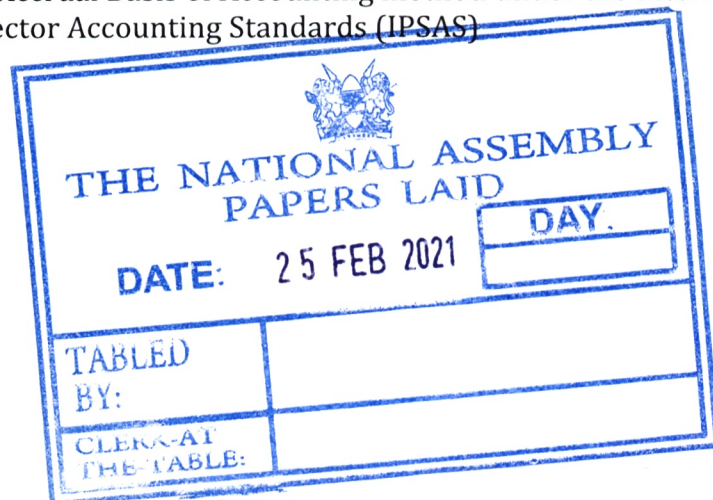 ector Accounting Standards (IPSAS)
THE NATIONAL ASSEMBLY
PAPERS LAID
DAY.
DATE: 25 FEB 2021
TABLED
BY:
CLERK-AT
THE-TABLE: